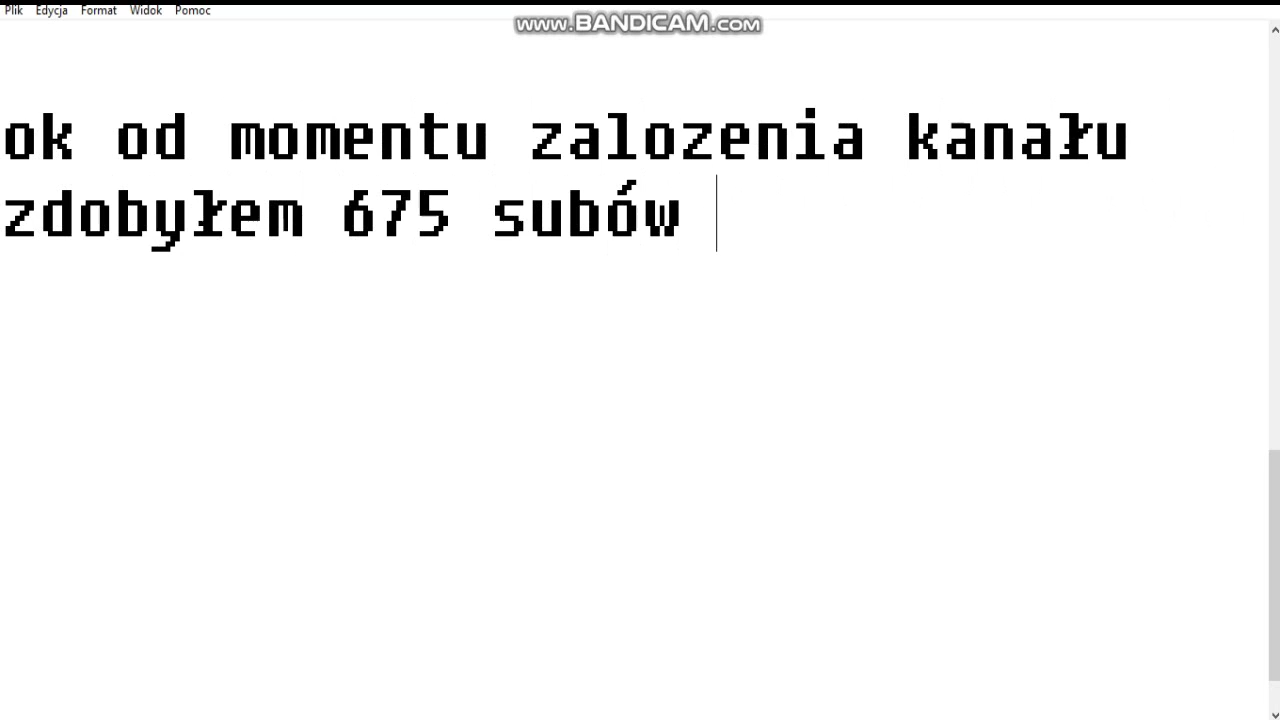 Plik Edycja Format Widok Pomoc
www.BANDICAM.com
ok od momentu zalozenia kanału
zdobyłem 675 subów